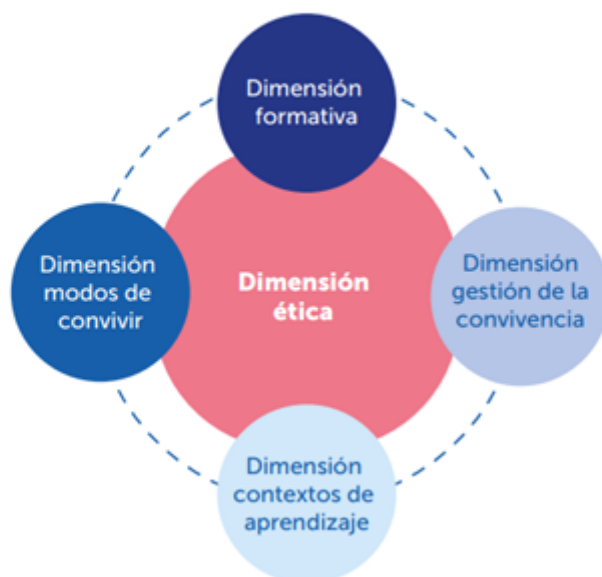 Dimensión
formativa
Dimensión
modos de
convivir
Dimensión
ética
Dimensión
gestión de la
convivencia
Dimensión
contextos de
aprendizaje